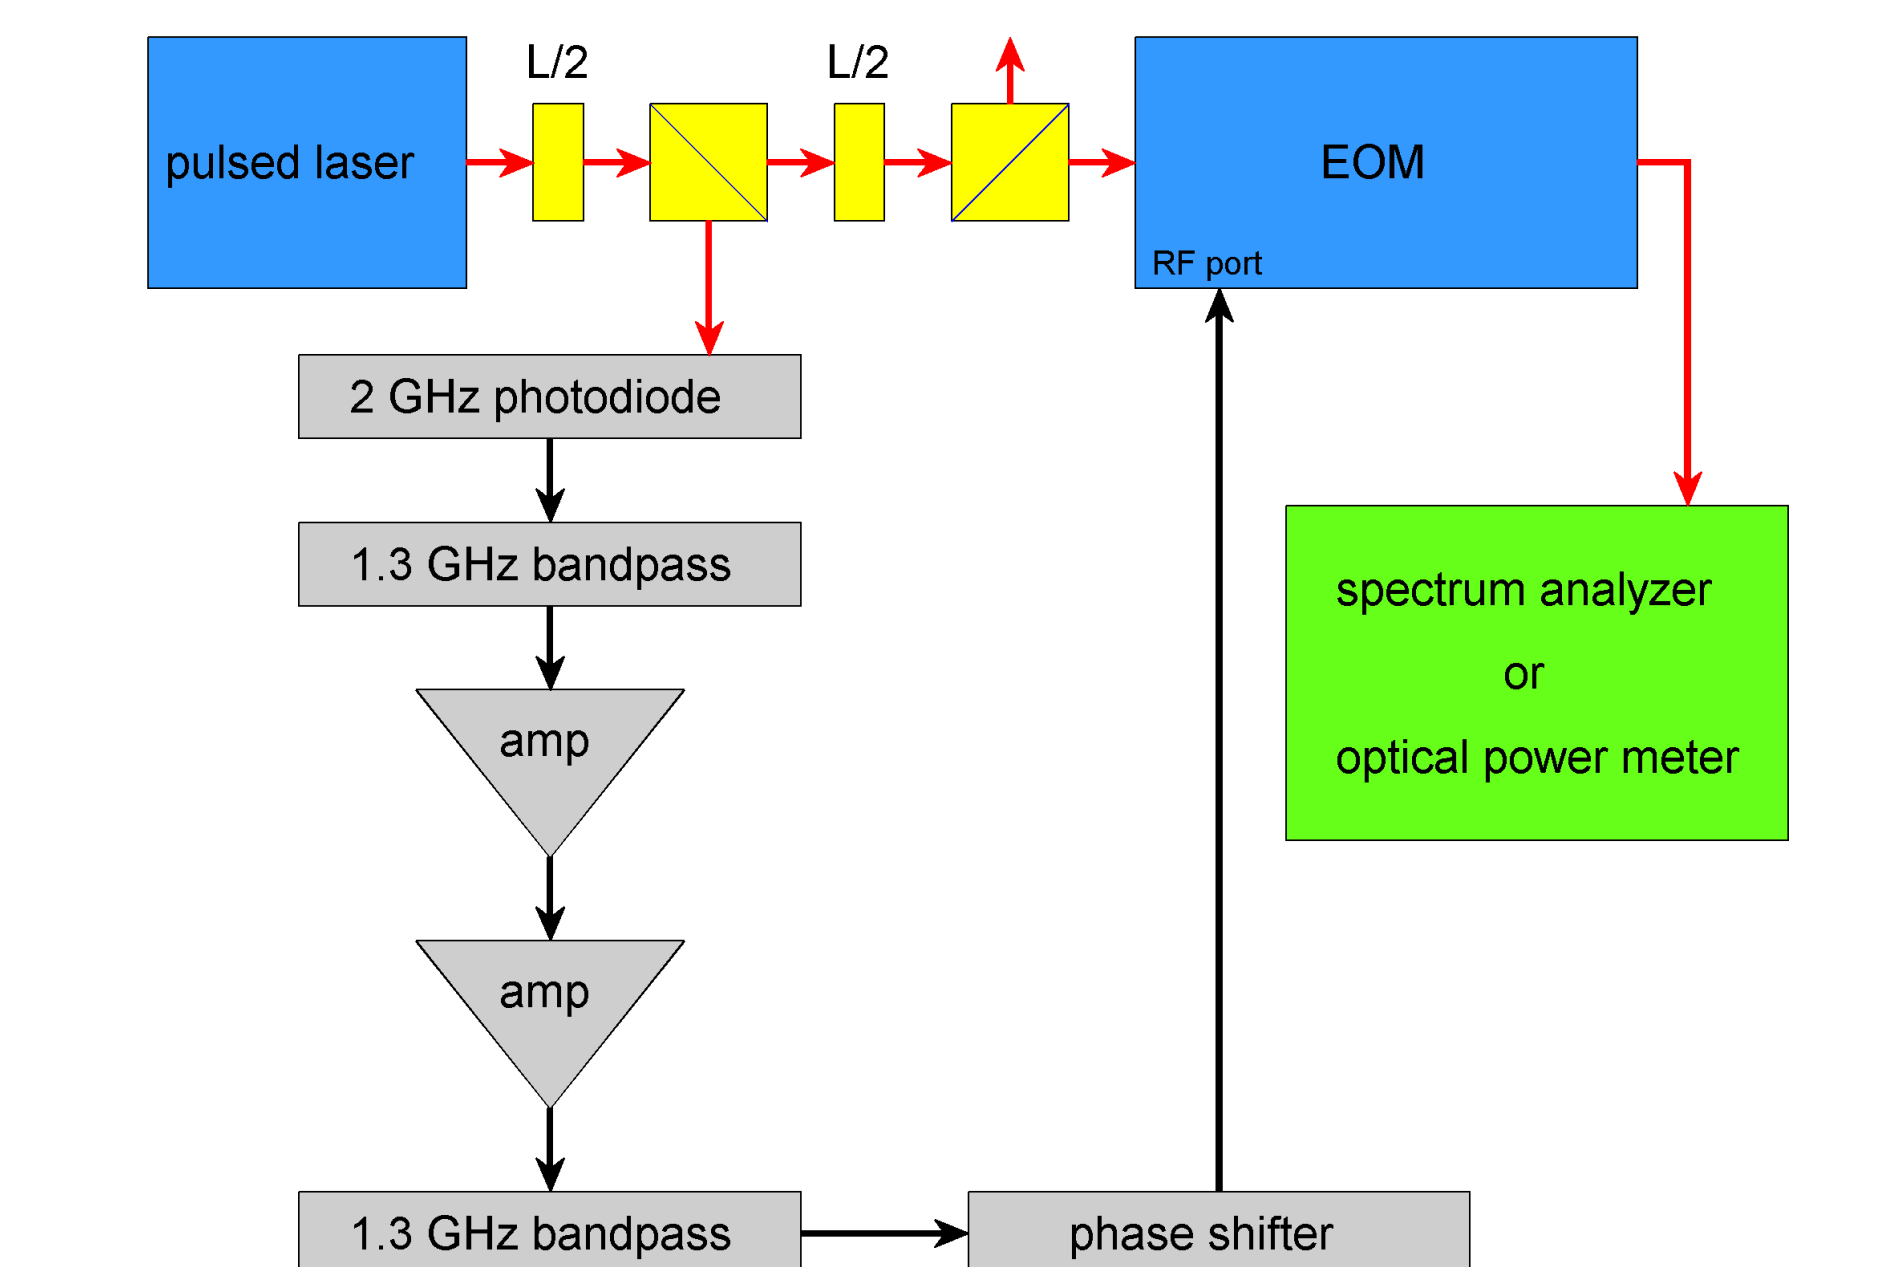 L/2
L/2
pulsed laser
EOM
RF port
2 GHz photodiode
1.3 GHz bandpass
spectrum analyzer
or
optical power meter
amp
amp
1.3 GHz bandpass
phase shifter